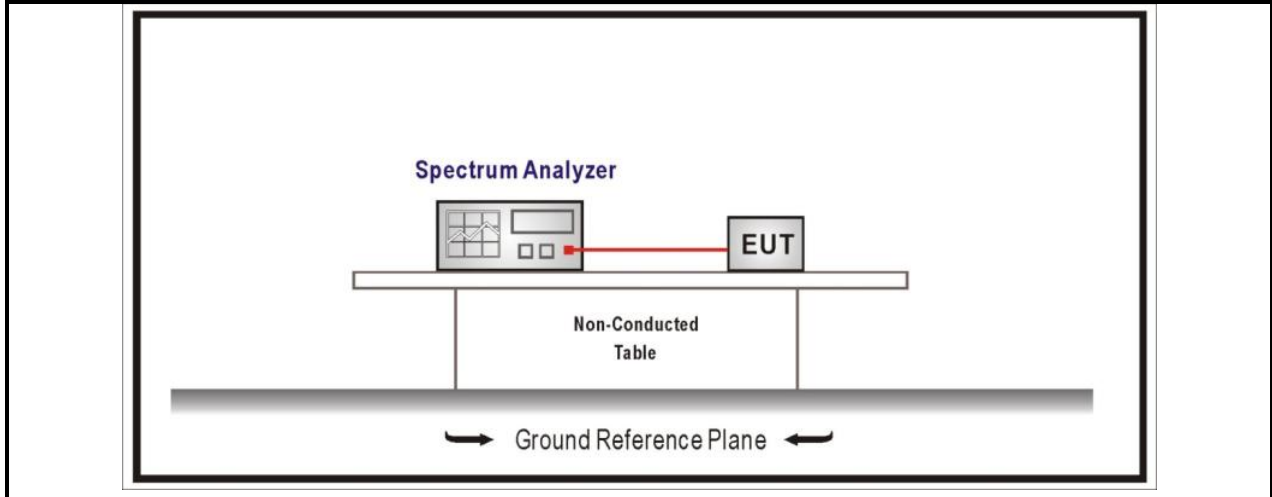 Spectrum Analyzer
EUT
Non-Conducted
Table
Ground Reference Plane